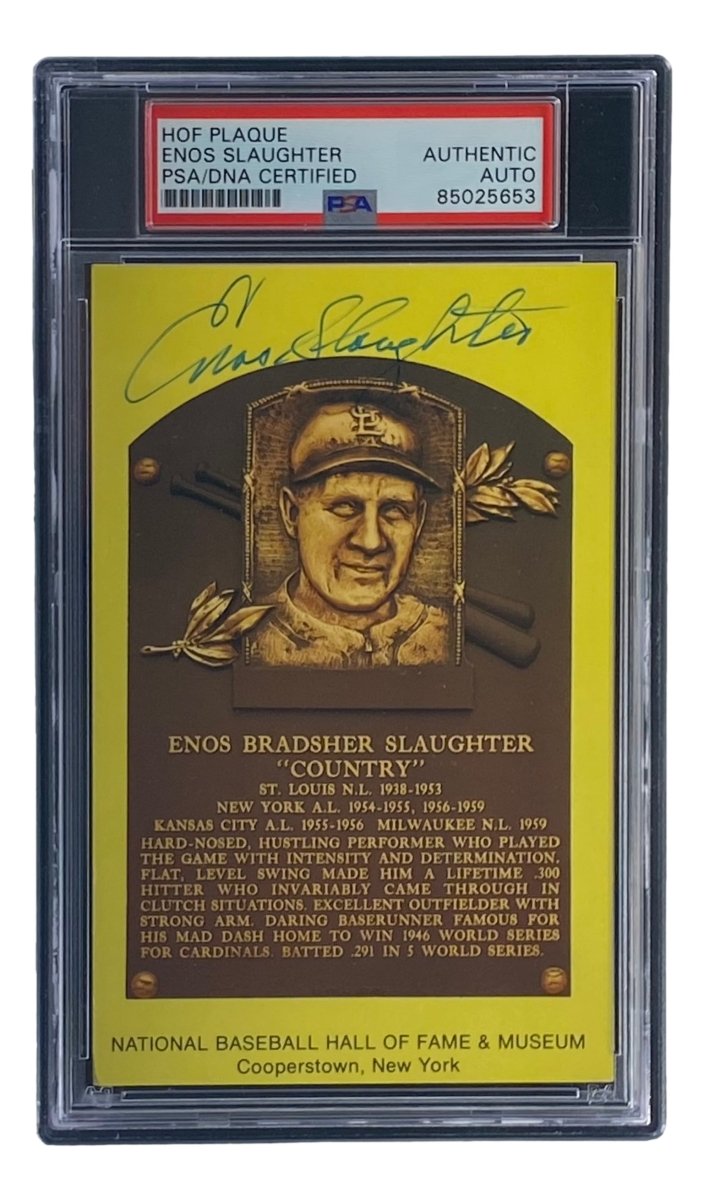 HOF PLAQUE
ENOS SLAUGHTER AUTHENTIC
PSA/DNA CERTIFIED AUTO
PSA 85025653
Enos Slaughter
STL
ENOS BRADSHER SLAUGHTER
"COUNTRY"
ST. LOUIS N.L. 1938-1953
NEW YORK A.L. 1954-1955, 1956-1959
KANSAS CITY A.L. 1955-1956 MILWAUKEE N.L. 1959
HARD-NOSED, HUSTLING PERFORMER WHO PLAYED
THE GAME WITH INTENSITY AND DETERMINATION.
FLAT, LEVEL SWING MADE HIM A LIFETIME .300
HITTER WHO INVARIABLY CAME THROUGH IN
CLUTCH SITUATIONS. EXCELLENT OUTFIELDER WITH
STRONG ARM. DARING BASERUNNER FAMOUS FOR
HIS MAD DASH HOME TO WIN 1946 WORLD SERIES
FOR CARDINALS. BATTED .291 IN 5 WORLD SERIES.
NATIONAL BASEBALL HALL OF FAME & MUSEUM
Cooperstown, New York